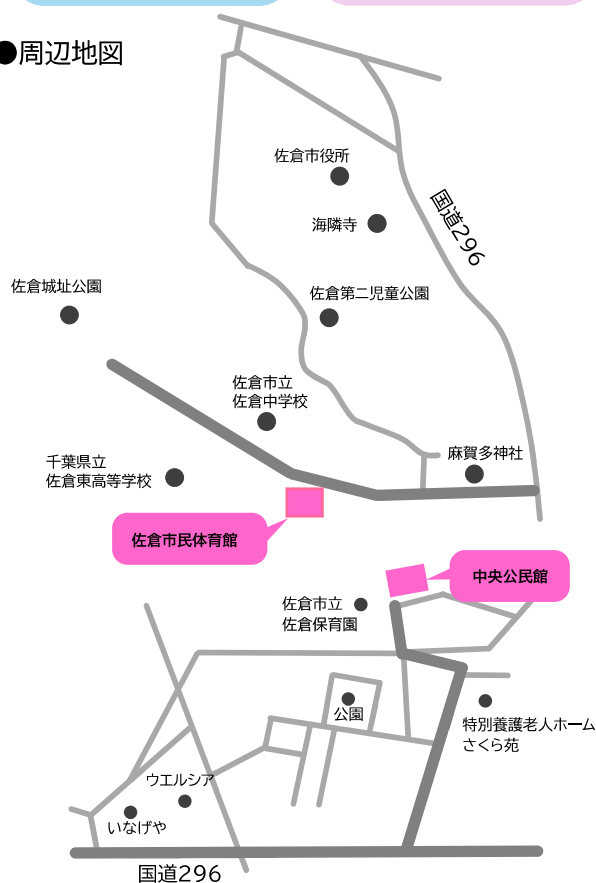 ●周辺地図
佐倉市役所
海隣寺
国道296
佐倉城址公園
佐倉第二児童公園
佐倉市立
佐倉中学校
麻賀多神社
千葉県立
佐倉東高等学校
佐倉市民体育館
中央公民館
佐倉市立
佐倉保育園
公園
特別養護老人ホーム
さくら苑
ウエルシア
いなげや
国道296